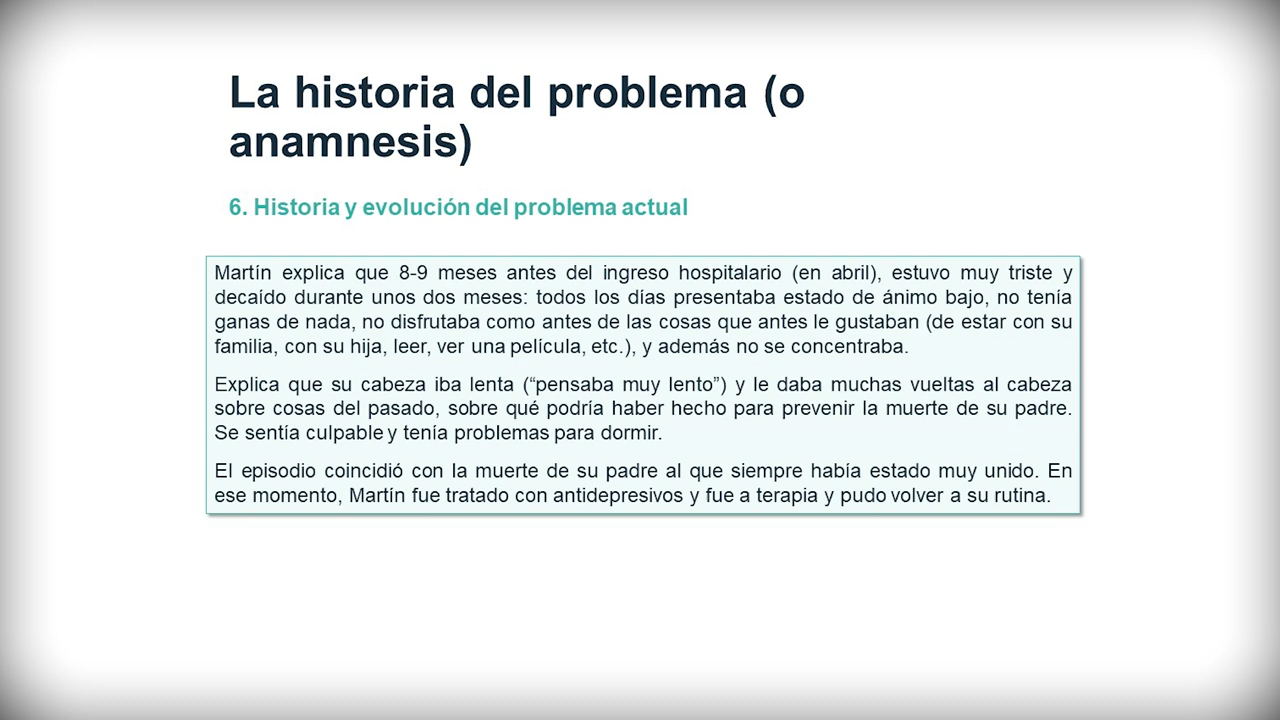 La historia del problema (o
anamnesis)
6. Historia y evolución del problema actual
Martín explica que 8-9 meses antes del ingreso hospitalario (en abril), estuvo muy triste y
decaído durante unos dos meses: todos los días presentaba estado de ánimo bajo, no tenía
ganas de nada, no disfrutaba como antes de las cosas que antes le gustaban (de estar con su
familia, con su hija, leer, ver una película, etc.), y además no se concentraba.
Explica que su cabeza iba lenta (“pensaba muy lento”) y le daba muchas vueltas al cabeza
sobre cosas del pasado, sobre qué podría haber hecho para prevenir la muerte de su padre.
Se sentía culpable y tenía problemas para dormir.
El episodio coincidió con la muerte de su padre al que siempre había estado muy unido. En
ese momento, Martín fue tratado con antidepresivos y fue a terapia y pudo volver a su rutina.